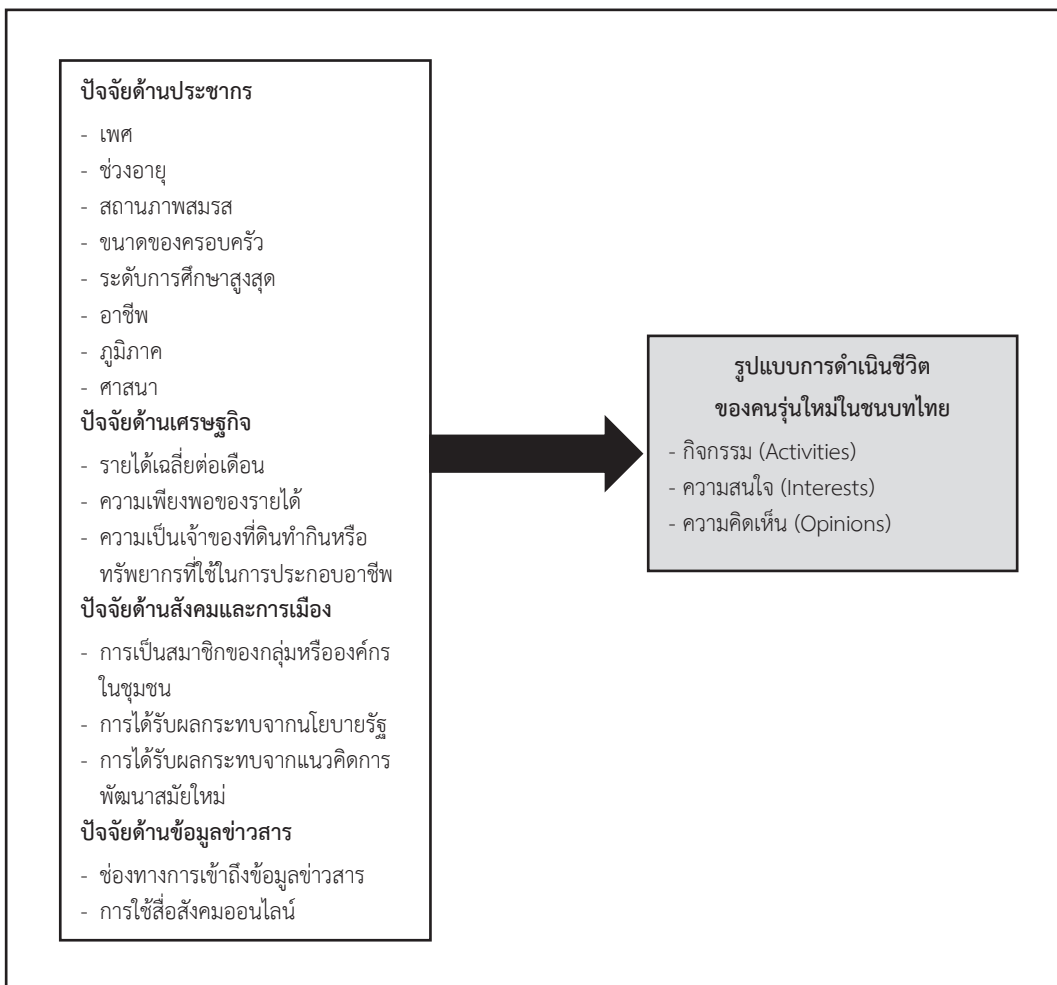 ปัจจัยด้านประชากร
- เพศ
- ช่วงอายุ
- สถานภาพสมรส
- ขนาดของครอบครัว
- ระดับการศึกษาสูงสุด
- อาชีพ
- ภูมิภาค
- ศาสนา
ปัจจัยด้านเศรษฐกิจ
- รายได้เฉลี่ยต่อเดือน
- ความเพียงพอของรายได้
- ความเป็นเจ้าของที่ดินทำกินหรือ
ทรัพยากรที่ใช้ในการประกอบอาชีพ
ปัจจัยด้านสังคมและการเมือง
- การเป็นสมาชิกของกลุ่มหรือองค์กร
ในชุมชน
- การได้รับผลกระทบจากนโยบายรัฐ
- การได้รับผลกระทบจากแนวคิดการ
พัฒนาสมัยใหม่
ปัจจัยด้านข้อมูลข่าวสาร
- ช่องทางการเข้าถึงข้อมูลข่าวสาร
- การใช้สื่อสังคมออนไลน์
รูปแบบการดำเนินชีวิต
ของคนรุ่นใหม่ในชนบทไทย
- กิจกรรม (Activities)
- ความสนใจ (Interests)
- ความคิดเห็น (Opinions)